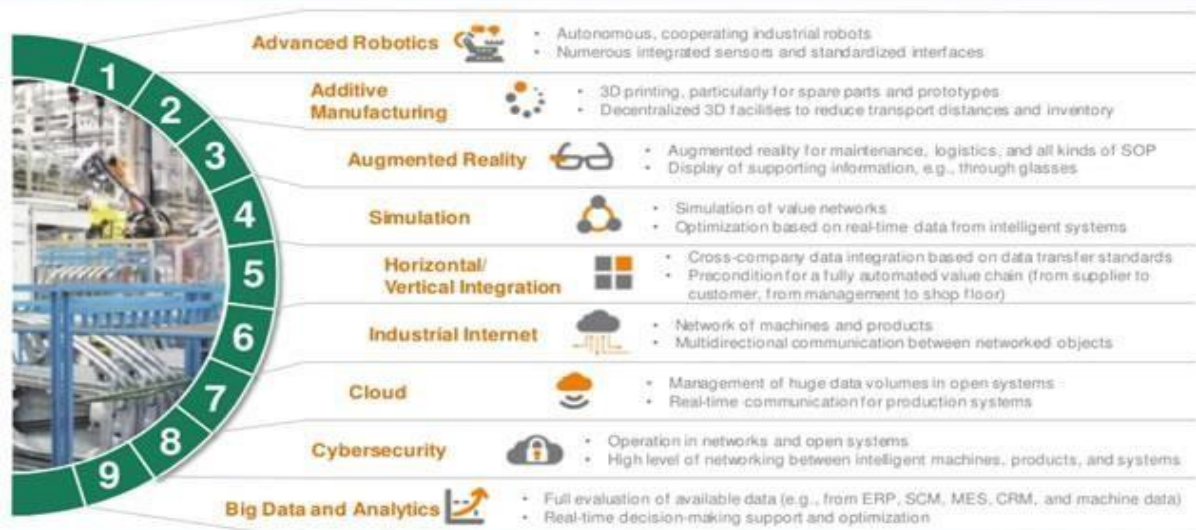 1
Advanced Robotics
• Autonomous, cooperating industrial robots
• Numerous integrated sensors and standardized interfaces
2
Additive
Manufacturing
• 3D printing, particularly for spare parts and prototypes
• Decentralized 3D facilities to reduce transport distances and inventory
3
Augmented Reality
• Augmented reality for maintenance, logistics, and all kinds of SOP
• Display of supporting information, e.g., through glasses
4
Simulation
• Simulation of value networks
• Optimization based on real-time data from intelligent systems
5
Horizontal/
Vertical Integration
• Cross-company data integration based on data transfer standards
• Precondition for a fully automated value chain (from supplier to
customer, from management to shop floor)
6
Industrial Internet
• Network of machines and products
• Multidirectional communication between networked objects
7
Cloud
• Management of huge data volumes in open systems
• Real-time communication for production systems
8
Cybersecurity
• Operation in networks and open systems
• High level of networking between intelligent machines, products, and systems
9
Big Data and Analytics
• Full evaluation of available data (e.g., from ERP, SCM, MES, CRM, and machine data)
• Real-time decision-making support and optimization